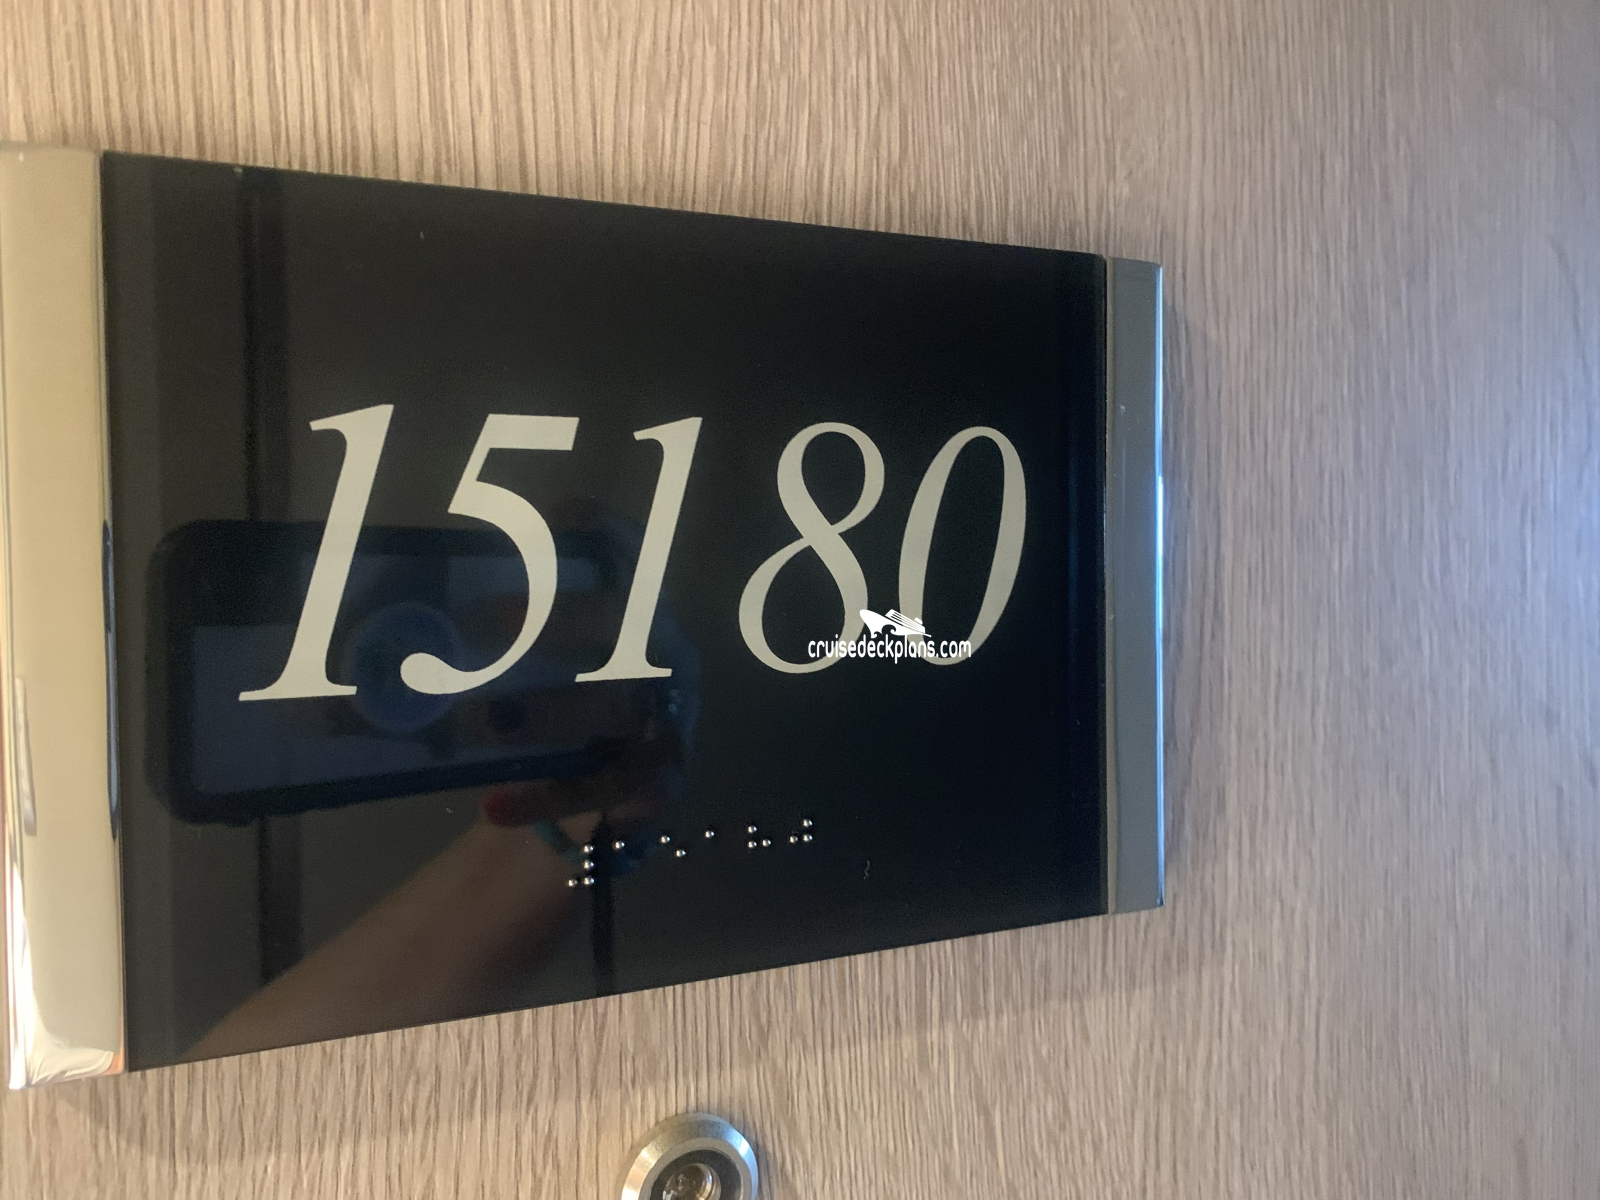 15180
cruisedeckplans.com
⠼⠁⠑⠁⠓⠚